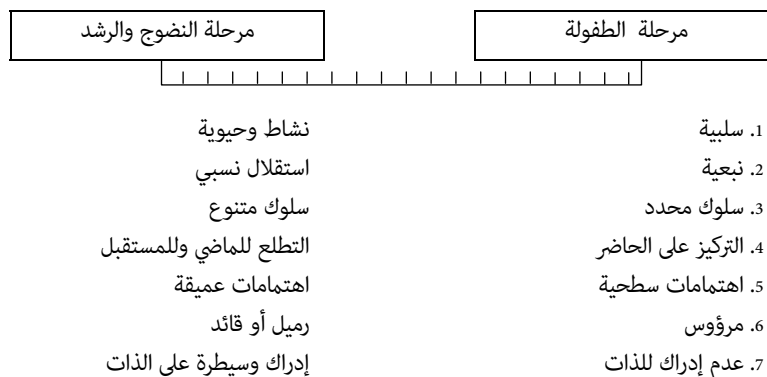 مرحلة الطفولة مرحلة النضوج والرشد
1. سلبية نشاط وحيوية
2. نبعية استقلال نسبي
3. سلوك محدد سلوك متنوع
4. التركيز على الحاضر التطلع للماضي وللمستقبل
5. اهتمامات سطحية اهتمامات عميقة
6. مرؤوس رميل أو قائد
7. عدم إدراك للذات إدراك وسيطرة على الذات